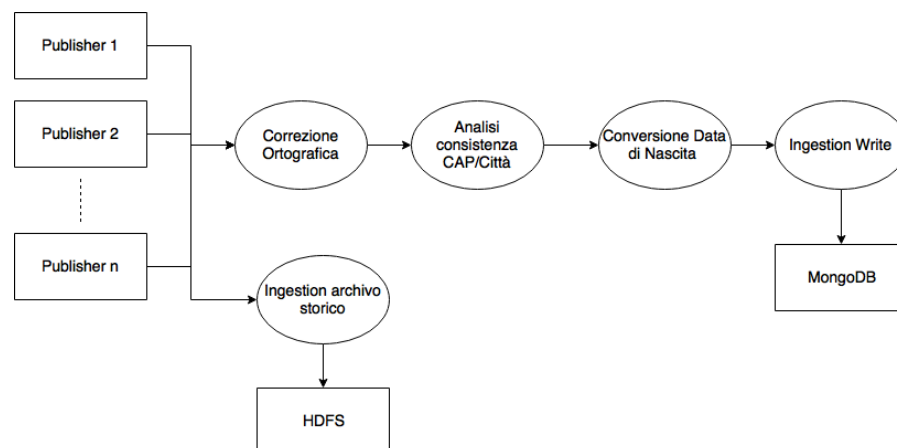 Publisher 1
Publisher 2
Publisher n
Correzione
Ortografica
Analisi
consistenza
CAP/Città
Conversione Data
di Nascita
Ingestion Write
MongoDB
Ingestion archivo
storico
HDFS